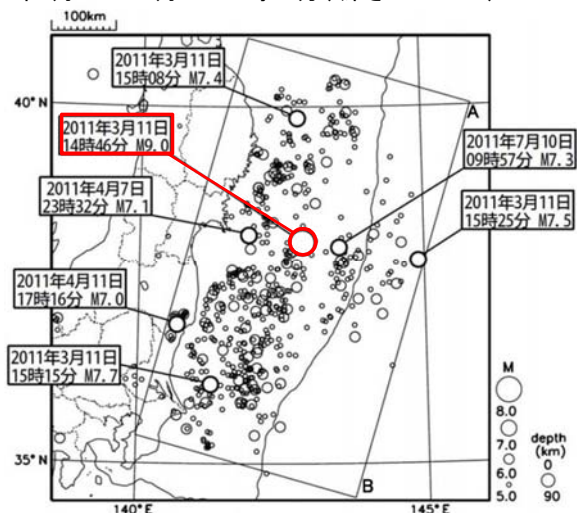 100km
40°N
35°N
140°E
145°E
2011年3月11日
15時08分 M7.4
2011年3月11日
14時46分 M9.0
2011年4月7日
23時32分 M7.1
2011年4月11日
17時16分 M7.0
2011年3月11日
15時15分 M7.7
2011年7月10日
09時57分 M7.3
2011年3月11日
15時25分 M7.5
A
B
M
8.0
7.0
6.0
5.0
depth
(km)
0
90